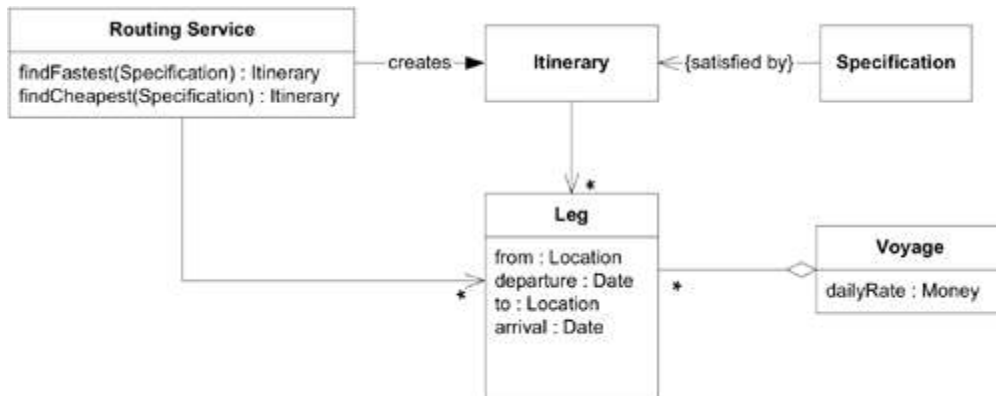 Routing Service
findFastest(Specification) : Itinerary
findCheapest(Specification) : Itinerary
creates
Itinerary
{satisfied by}
Specification
*
Leg
from : Location
departure : Date
to : Location
arrival : Date
*
*
Voyage
dailyRate : Money